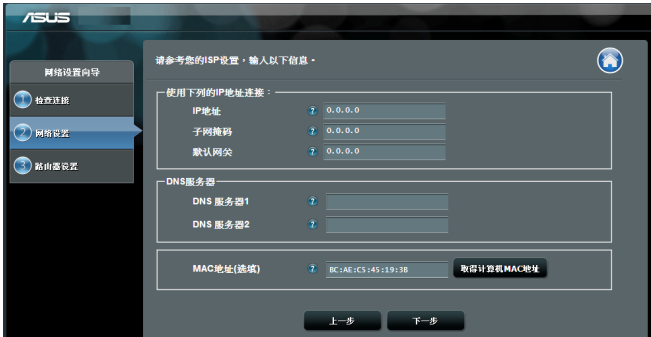 ASUS
网络设置向导
1 检查连接
2 网络设置
3 路由器设置
请参考您的ISP设置，输入以下信息。
使用下列的IP地址连接：
IP地址 ? 0.0.0.0
子网掩码 ? 0.0.0.0
默认网关 ? 0.0.0.0
DNS服务器
DNS 服务器1 ?
DNS 服务器2 ?
MAC地址(选填) ? BC:AE:C5:45:19:3B 取得计算机MAC地址
上一步 下一步